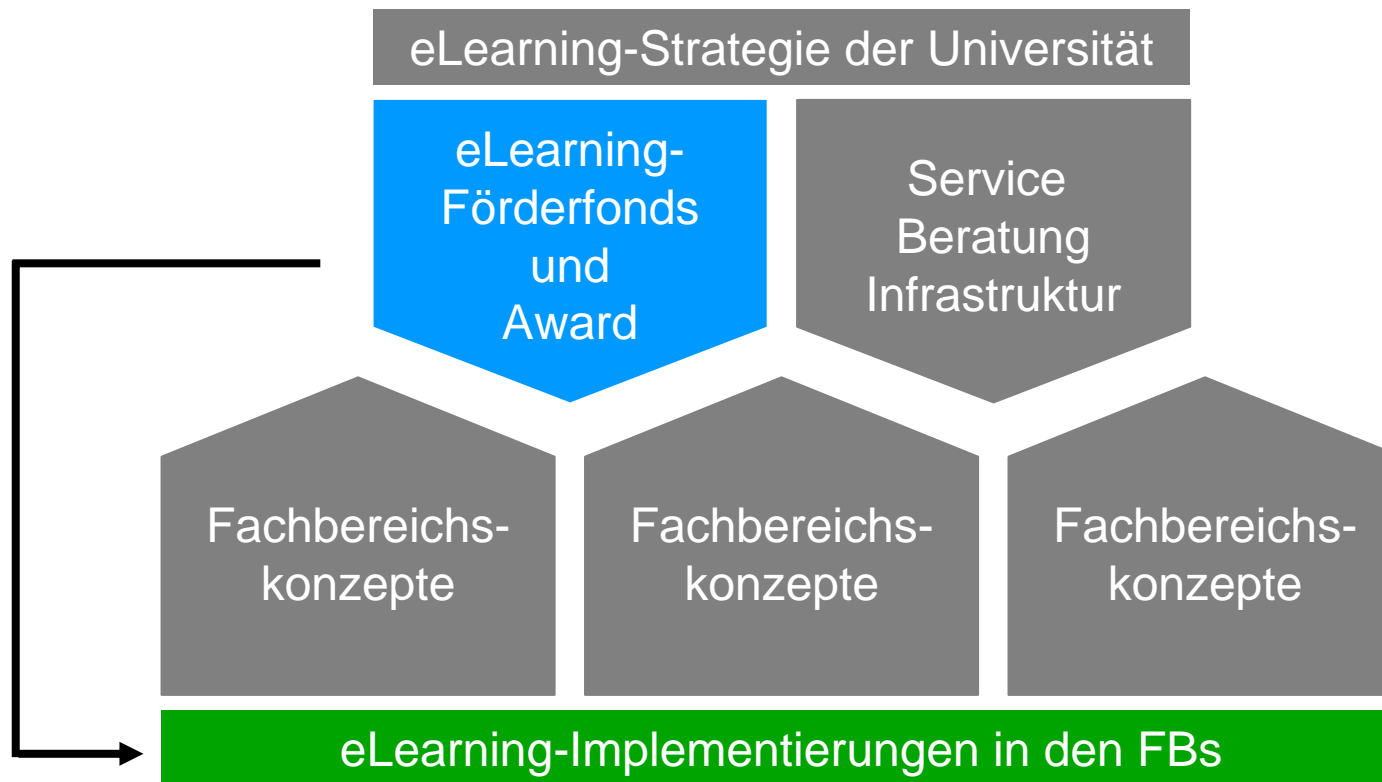 eLearning-Strategie der Universität
eLearning-
Förderfonds
und
Award
Service
Beratung
Infrastruktur
Fachbereichs-
konzepte
Fachbereichs-
konzepte
Fachbereichs-
konzepte
eLearning-Implementierungen in den FBs